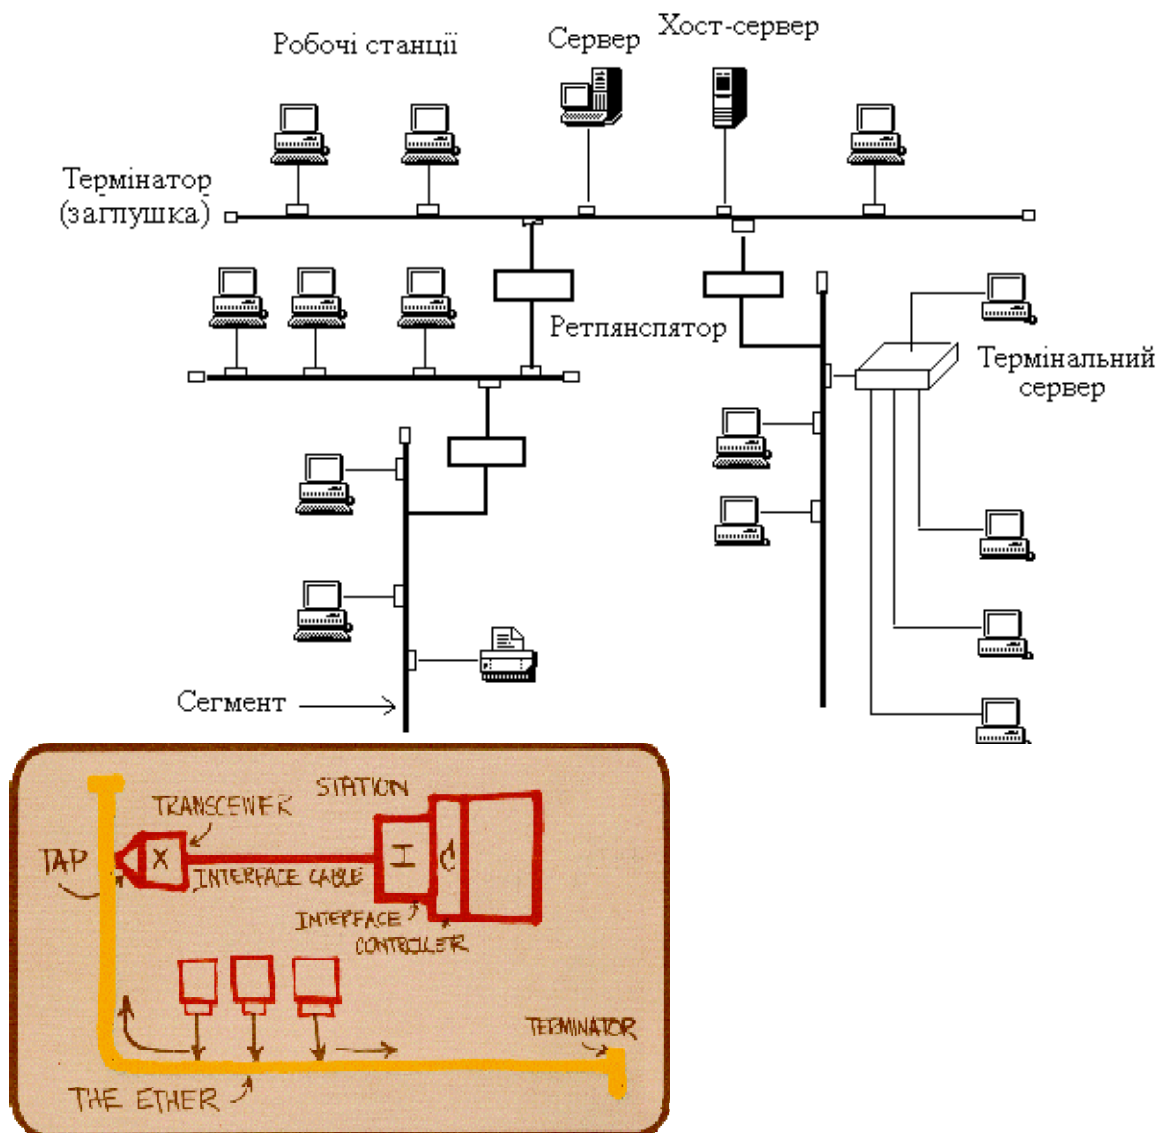 Робочі станції
Сервер
Хост-сервер
Термінатор
(заглушка)
Ретпянспятор
Термінальний
сервер
Сегмент
STATION
TRANSCEIVER
TAP
X
I
C
INTERFACE CABLE
INTERFACE
CONTROLLER
TERMINATOR
THE ETHER